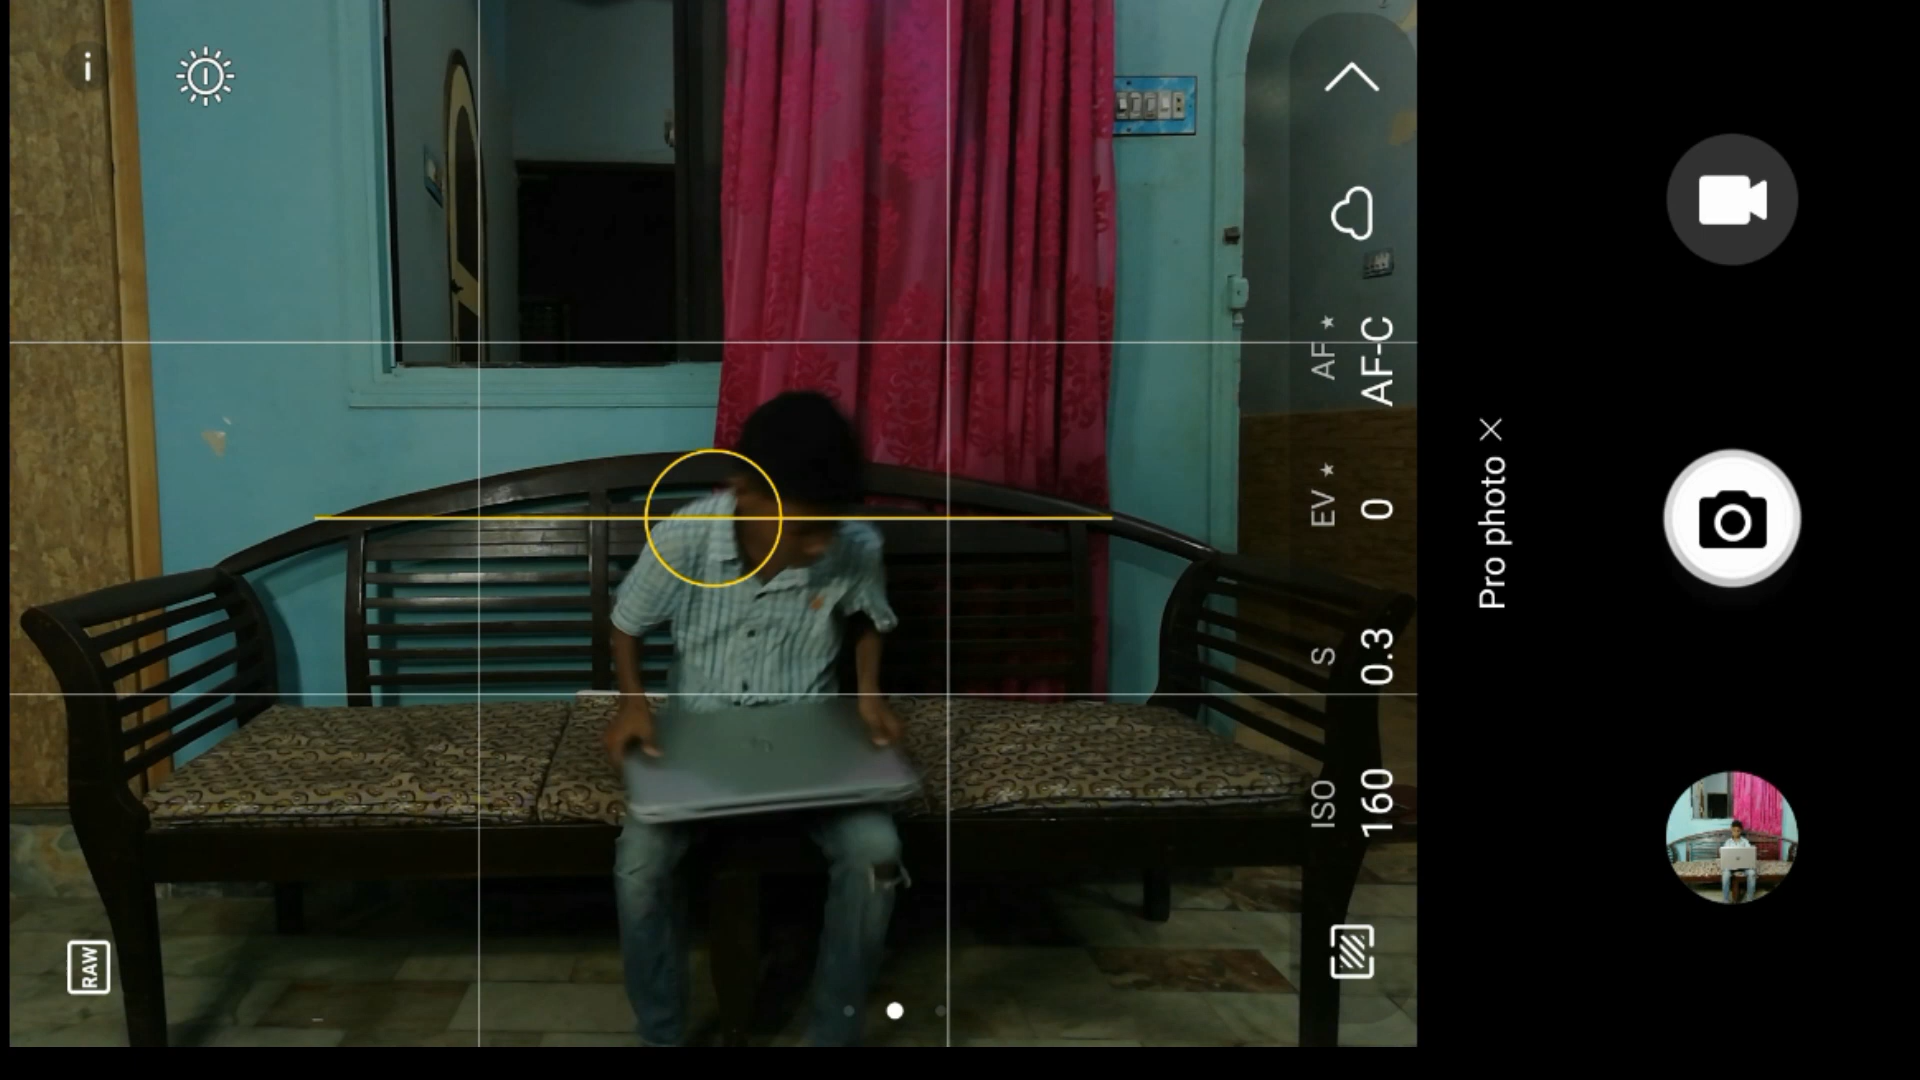 i
AF ★
AF-C
EV ★
0
S
0.3
ISO
160
RAW
Pro photo ×